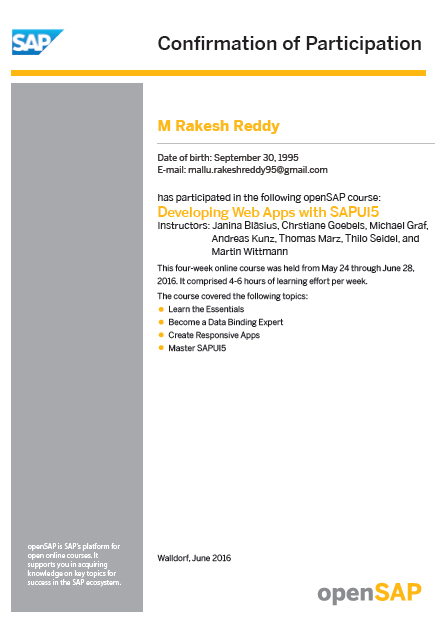 SAP
Confirmation of Participation
M Rakesh Reddy
Date of birth: September 30, 1995
E-mail: mallu.rakeshreddy95@gmail.com
has participated in the following openSAP course:
Developing Web Apps with SAPUI5
Instructors: Janina Bläsius, Chrstiane Goebels, Michael Graf,
Andreas Kunz, Thomas Marz, Thilo Seidel, and
Martin Wittmann
This four-week online course was held from May 24 through June 28,
2016. It comprised 4-6 hours of learning effort per week.
The course covered the following topics:
Learn the Essentials
Become a Data Binding Expert
Create Responsive Apps
Master SAPUI5
openSAP is SAP's platform for
open online courses. It
supports you in acquiring
knowledge on key topics for
success in the SAP ecosystem.
Walldorf, June 2016
openSAP